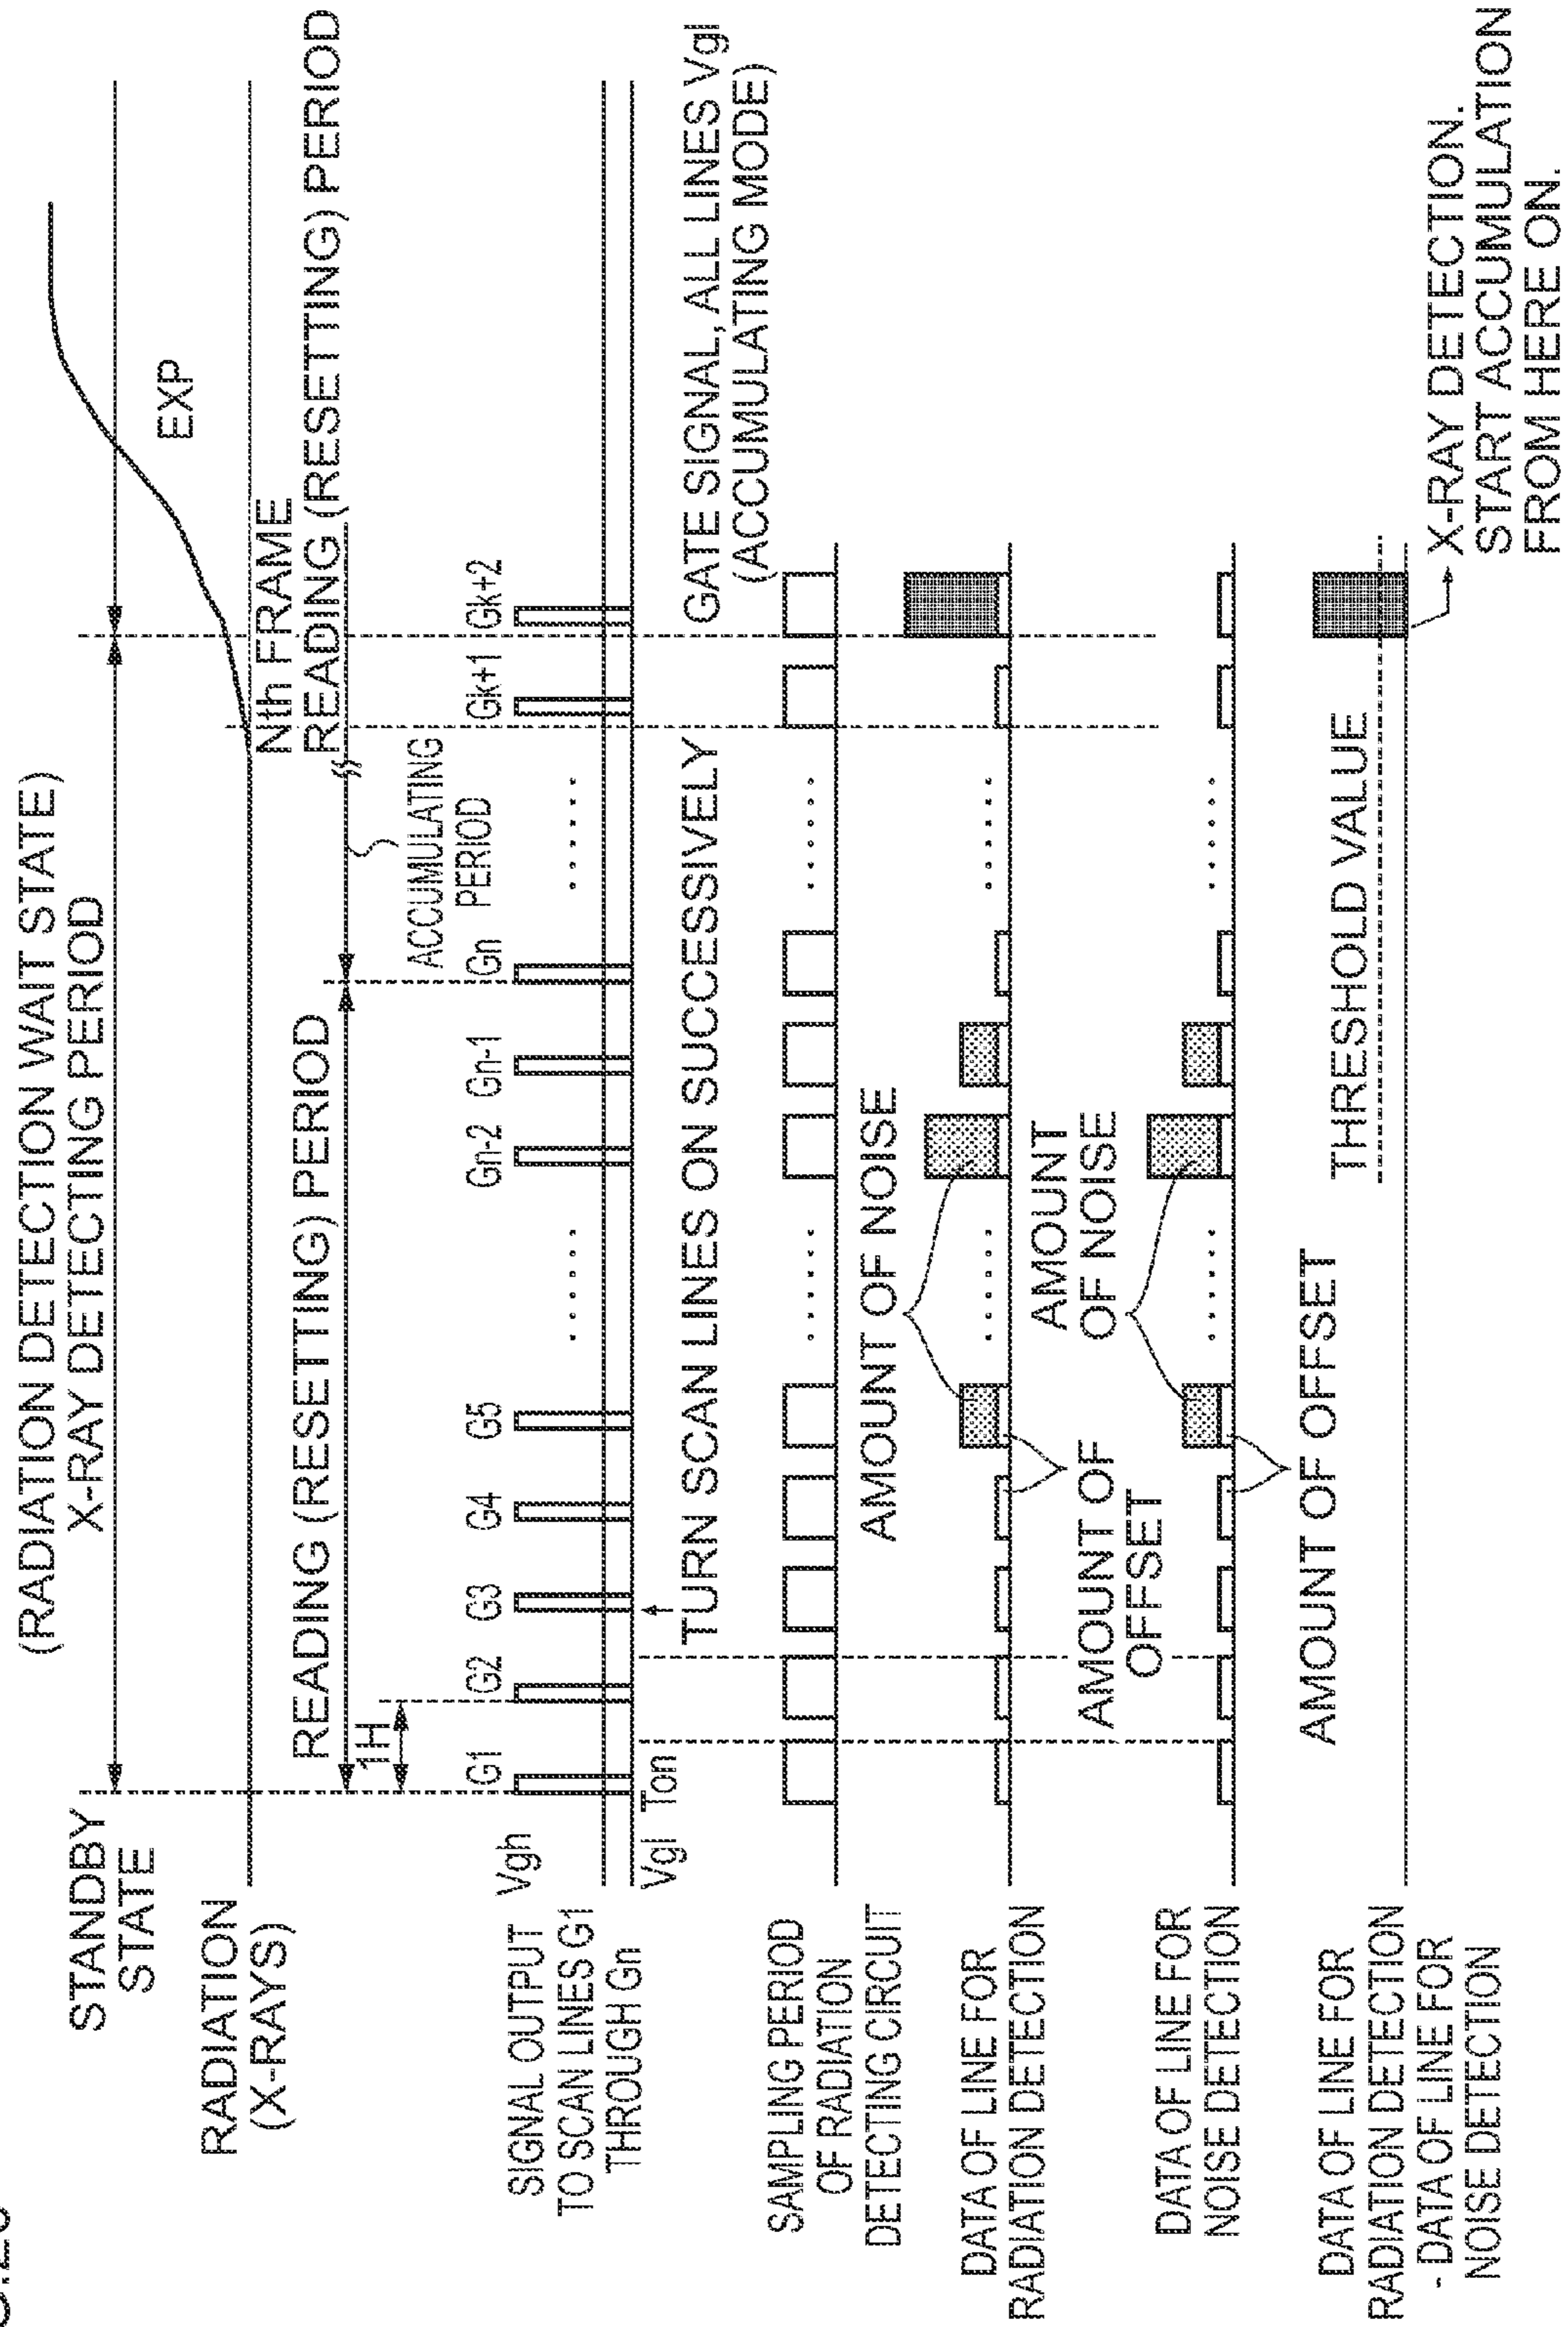 (RADIATION DETECTION WAIT STATE)
X-RAY DETECTING PERIOD
STANDBY
STATE
RADIATION
(X-RAYS)
EXP
Nth FRAME
READING (RESETTING) PERIOD
READING (RESETTING) PERIOD
1H
ACCUMULATING
PERIOD
G1
G2
G3
G4
G5
.....
Gn-2
Gn-1
Gn
.....
Gk+1
Gk+2
Vgh
SIGNAL OUTPUT
TO SCAN LINES G1
THROUGH Gn
Vgl
Ton
TURN SCAN LINES ON SUCCESSIVELY
GATE SIGNAL, ALL LINES Vgl
(ACCUMULATING MODE)
SAMPLING PERIOD
OF RADIATION
DETECTING CIRCUIT
.....
.....
AMOUNT OF NOISE
DATA OF LINE FOR
RADIATION DETECTION
.....
.....
AMOUNT OF
OFFSET
AMOUNT
OF NOISE
DATA OF LINE FOR
NOISE DETECTION
.....
.....
AMOUNT OF OFFSET
THRESHOLD VALUE
DATA OF LINE FOR
RADIATION DETECTION
- DATA OF LINE FOR
NOISE DETECTION
X-RAY DETECTION.
START ACCUMULATION
FROM HERE ON.